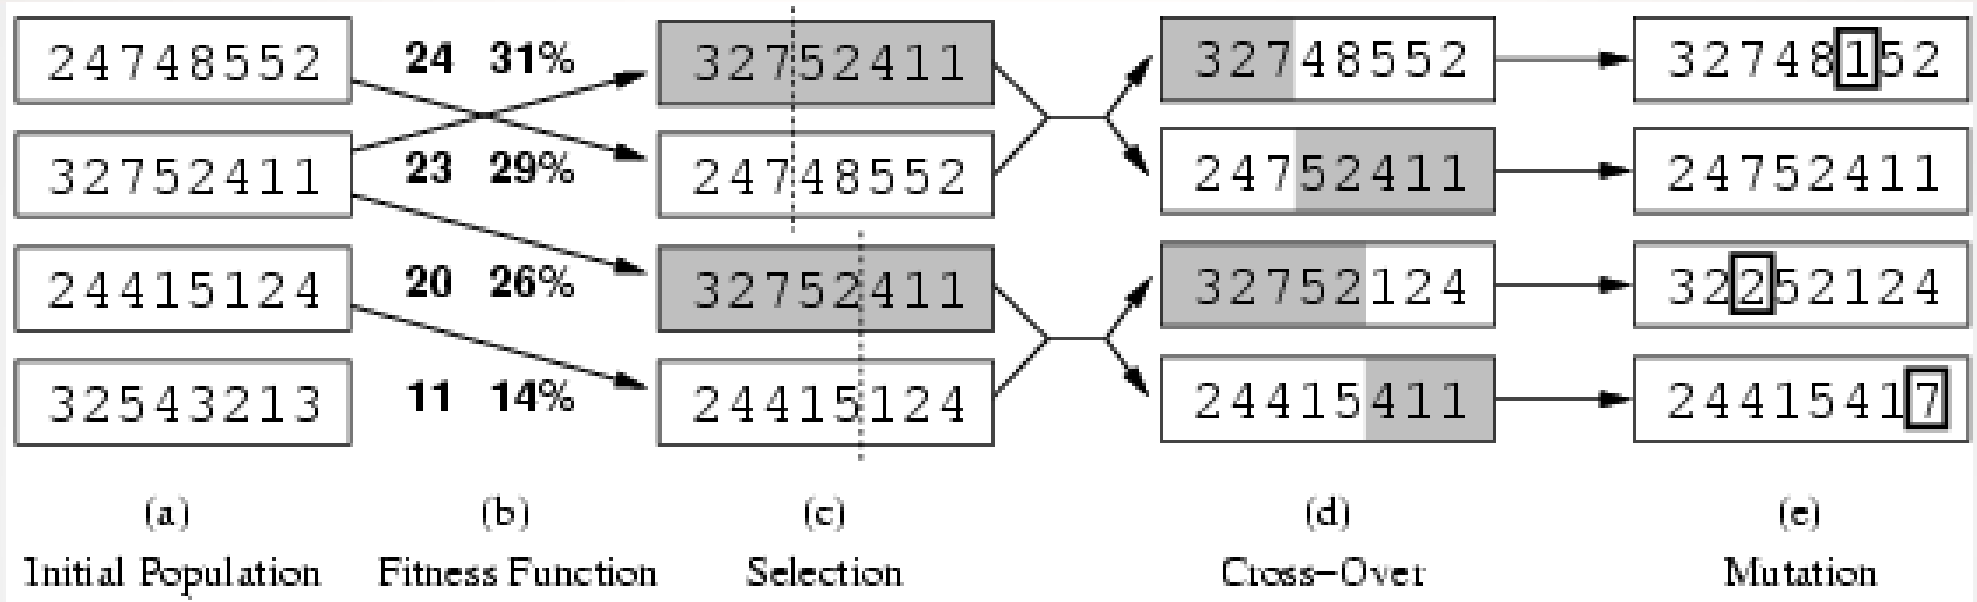 24748552 24 31% 32752411 32748552 32748152
32752411 23 29% 24748552 24752411 24752411
24415124 20 26% 32752411 32752124 32252124
32543213 11 14% 24415124 24415411 24415417
(a) (b) (c) (d) (e)
Initial Population Fitness Function Selection Cross-Over Mutation